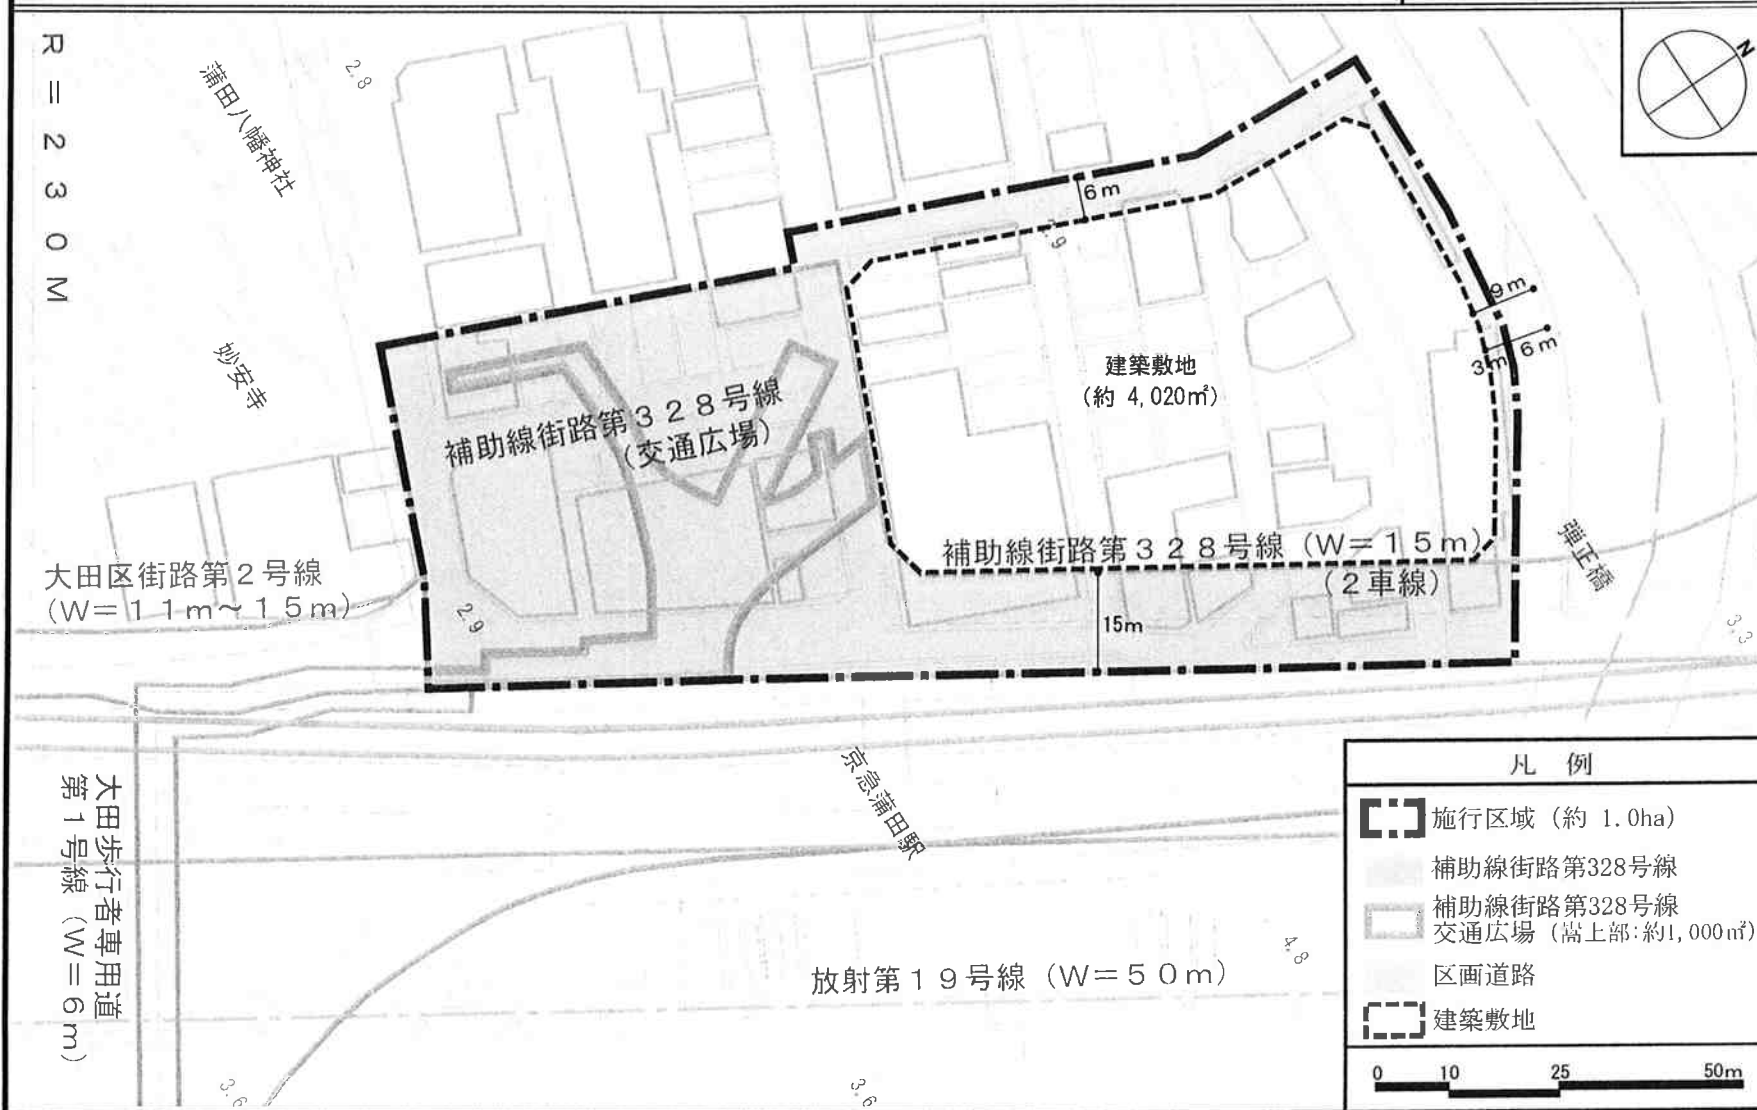 R=230M
蒲田八幡神社
2.8
N
6m
2.9
9m
3m
6m
妙安寺
建築敷地
(約 4,020㎡)
補助線街路第328号線
(交通広場)
補助線街路第328号線 (W=15m)
(2車線)
弾正橋
大田区街路第2号線
(W=11m~15m)
2.9
15m
3.3
京急蒲田駅
大田歩行者専用道
第1号線 (W=6m)
放射第19号線 (W=50m)
4.8
3.6
3.6
凡 例
施行区域 (約 1.0ha)
補助線街路第328号線
補助線街路第328号線
交通広場 (嵩上部:約1,000㎡)
区画道路
建築敷地
0 10 25 50m